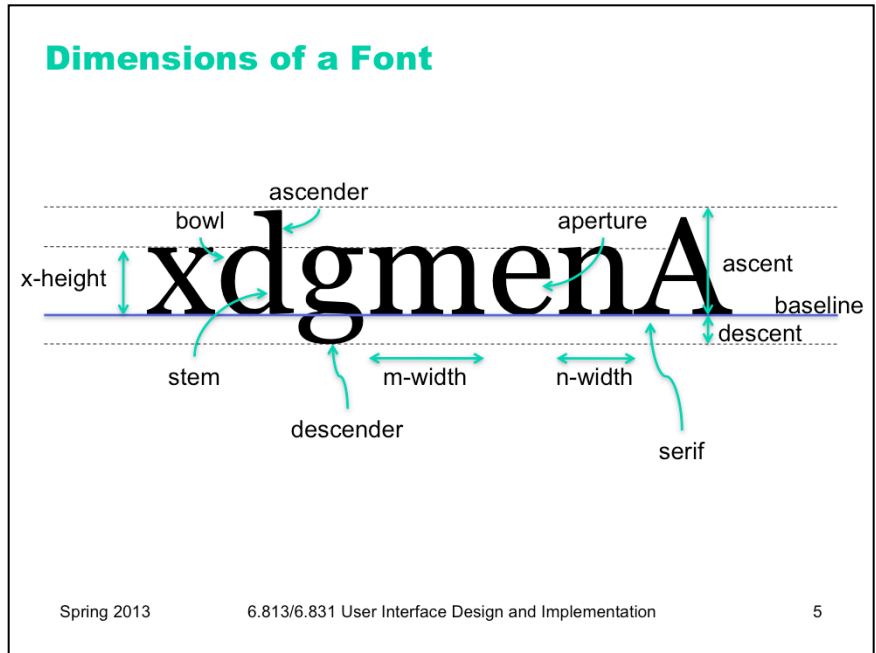 Dimensions of a Font
ascender
bowl
aperture
x-height
xdgmenA
ascent
baseline
descent
stem
m-width
n-width
descender
serif
Spring 2013
6.813/6.831 User Interface Design and Implementation
5